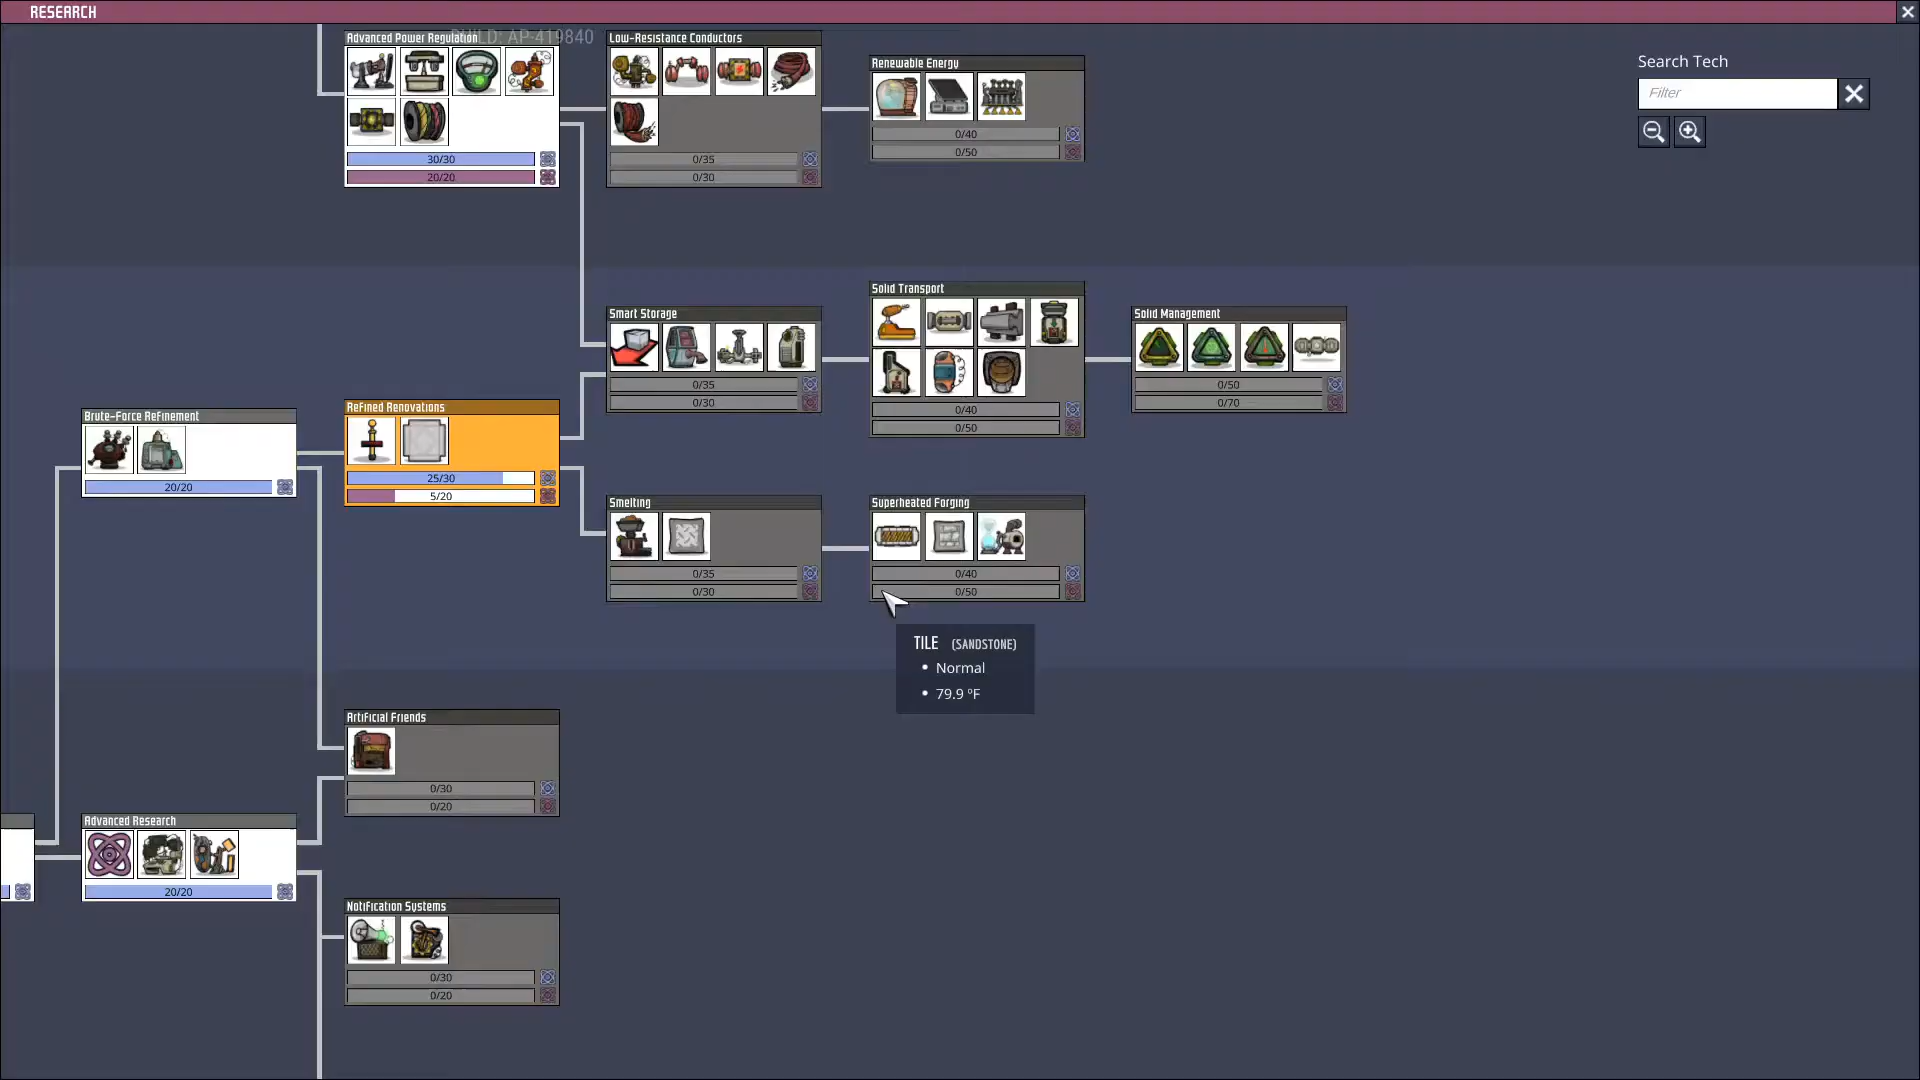 RESEARCH
BUILD: AP-419840
Advanced Power Regulation
30/30
20/20
Low-Resistance Conductors
0/35
0/30
Renewable Energy
0/40
0/50
Search Tech
Filter
Smart Storage
0/35
0/30
Solid Transport
0/40
0/50
Solid Management
0/50
0/70
Brute-Force Refinement
20/20
Refined Renovations
25/30
5/20
Smelting
0/35
0/30
Superheated Forging
0/40
0/50
TILE (SANDSTONE)
• Normal
• 79.9 ºF
Artificial Friends
0/30
0/20
Advanced Research
20/20
Notification Systems
0/30
0/20